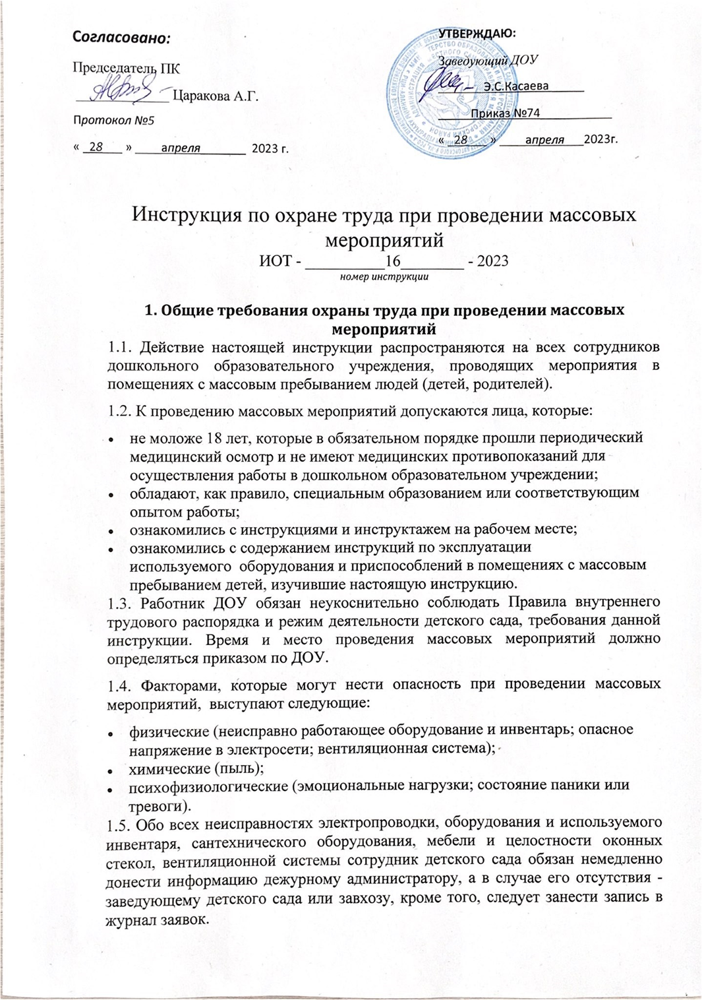 Согласовано:
Председатель ПК
Царакова А.Г.
Протокол №5
« 28 » апреля 2023 г.
УТВЕРЖДАЮ:
Заведующий ДОУ
Э.С.Касаева
Приказ №74
« 28 » апреля 2023г.
Инструкция по охране труда при проведении массовых
мероприятий
ИОТ - __________16________ - 2023
номер инструкции
1. Общие требования охраны труда при проведении массовых
мероприятий
1.1. Действие настоящей инструкции распространяются на всех сотрудников
дошкольного образовательного учреждения, проводящих мероприятия в
помещениях с массовым пребыванием людей (детей, родителей).
1.2. К проведению массовых мероприятий допускаются лица, которые:
• не моложе 18 лет, которые в обязательном порядке прошли периодический
медицинский осмотр и не имеют медицинских противопоказаний для
осуществления работы в дошкольном образовательном учреждении;
• обладают, как правило, специальным образованием или соответствующим
опытом работы;
• ознакомились с инструкциями и инструктажем на рабочем месте;
• ознакомились с содержанием инструкций по эксплуатации
используемого оборудования и приспособлений в помещениях с массовым
пребыванием детей, изучившие настоящую инструкцию.
1.3. Работник ДОУ обязан неукоснительно соблюдать Правила внутреннего
трудового распорядка и режим деятельности детского сада, требования данной
инструкции. Время и место проведения массовых мероприятий должно
определяться приказом по ДОУ.
1.4. Факторами, которые могут нести опасность при проведении массовых
мероприятий, выступают следующие:
• физические (неисправно работающее оборудование и инвентарь; опасное
напряжение в электросети; вентиляционная система);
• химические (пыль);
• психофизиологические (эмоциональные нагрузки; состояние паники или
тревоги).
1.5. Обо всех неисправностях электропроводки, оборудования и используемого
инвентаря, сантехнического оборудования, мебели и целостности оконных
стекол, вентиляционной системы сотрудник детского сада обязан немедленно
донести информацию дежурному администратору, а в случае его отсутствия -
заведующему детского сада или завхозу, кроме того, следует занести запись в
журнал заявок.